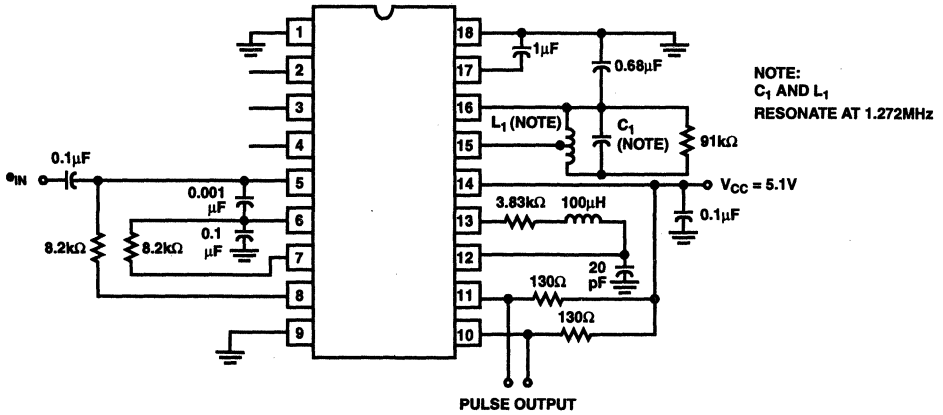 1
2
3
4
5
6
7
8
9
18
17
16
15
14
13
12
11
10
eIN
0.1µF
0.001
µF
0.1
µF
8.2kΩ
8.2kΩ
1µF
0.68µF
L1 (NOTE)
C1
(NOTE)
91kΩ
VCC = 5.1V
0.1µF
3.83kΩ
100µH
20
pF
130Ω
130Ω
PULSE OUTPUT
NOTE:
C1 AND L1
RESONATE AT 1.272MHz